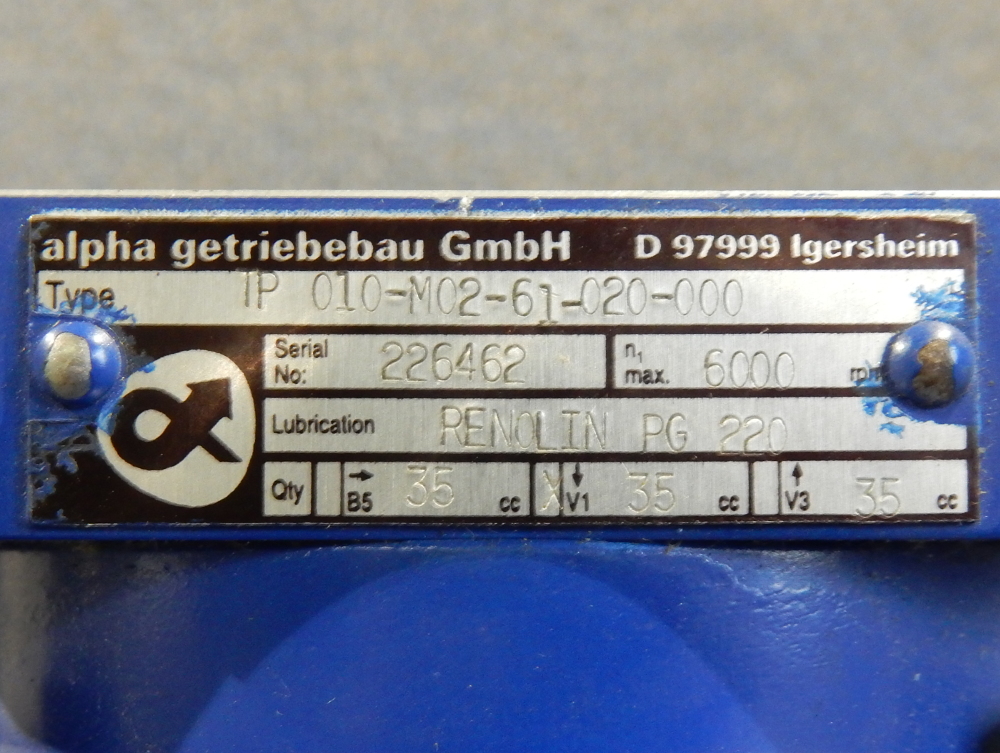 alpha getriebebau GmbH D 97999 Igersheim
Type TP 010-M02-61-020-000
Serial No: 226462 n₁ max. 6000
Lubrication RENOLIN PG 220
Qty → B5 35 cc X ↓ V1 35 cc ↑ V3 35 cc